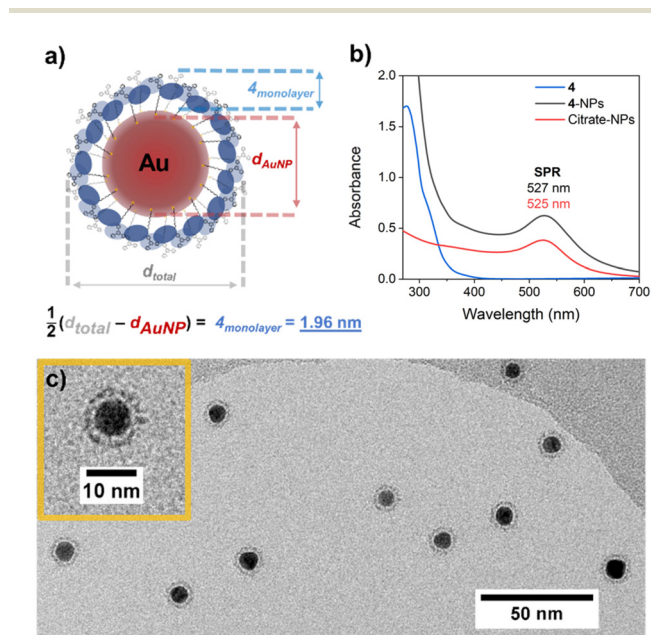 a)
4monolayer
Au
dAuNP
dtotal
1/2(dtotal – dAuNP) = 4monolayer = 1.96 nm
b)
2.0
1.5
1.0
0.5
0.0
Absorbance
4
4-NPs
Citrate-NPs
SPR
527 nm
525 nm
300 400 500 600 700
Wavelength (nm)
c)
10 nm
50 nm